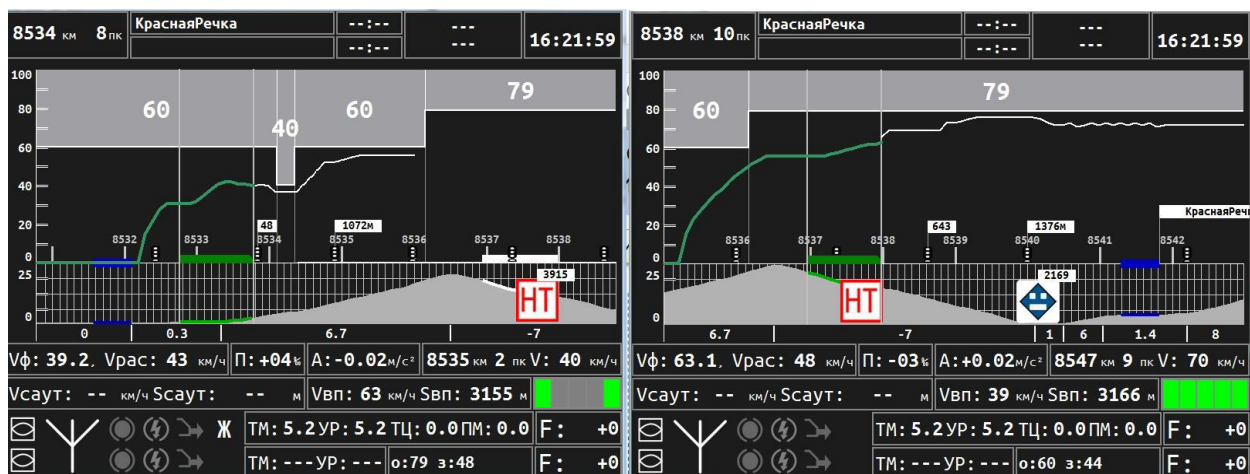 8534 км 8пк КраснаяРечка --:-- ---
--:-- --- 16:21:59
100
80
60
40
20
0
25
0
60 40 60 79
48 1072м
8532 8533 8534 8535 8536 8537 8538
3915
НТ
0 0.3 6.7 -7
Vф: 39.2, Vрас: 43 км/ч П: +04‰ А: -0.02м/с² 8535 км 2 пк V: 40 км/ч
Vсаут: -- км/ч Sсаут: -- м Vвп: 63 км/ч Sвп: 3155 м
Ж ТМ: 5.2 УР: 5.2 ТЦ: 0.0 ПМ: 0.0 F: +0
ТМ: --- УР: --- о:79 з:48 F: +0
8538 км 10пк КраснаяРечка --:-- ---
--:-- --- 16:21:59
100
80
60
40
20
0
25
0
60 79
КраснаяРечк
643 1376м
8536 8537 8538 8539 8540 8541 8542
2169
НТ
6.7 -7 1 6 1.4 8
Vф: 63.1, Vрас: 48 км/ч П: -03‰ А: +0.02м/с² 8547 км 9 пк V: 70 км/ч
Vсаут: -- км/ч Sсаут: -- м Vвп: 39 км/ч Sвп: 3166 м
ТМ: 5.2 УР: 5.2 ТЦ: 0.0 ПМ: 0.0 F: +0
ТМ: --- УР: --- о:60 з:44 F: +0